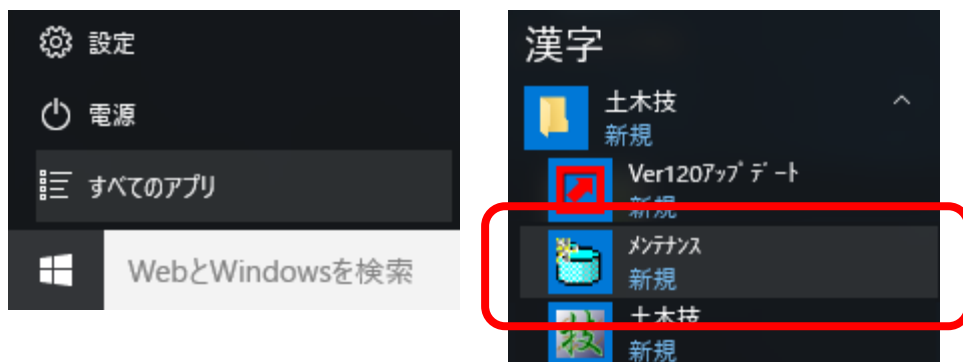 設定
電源
すべてのアプリ
WebとWindowsを検索
漢字
土木技
新規
Ver120ｱｯﾌﾟﾃﾞｰﾄ
新規
ﾒﾝﾃﾅﾝｽ
新規
土木技
技
新規